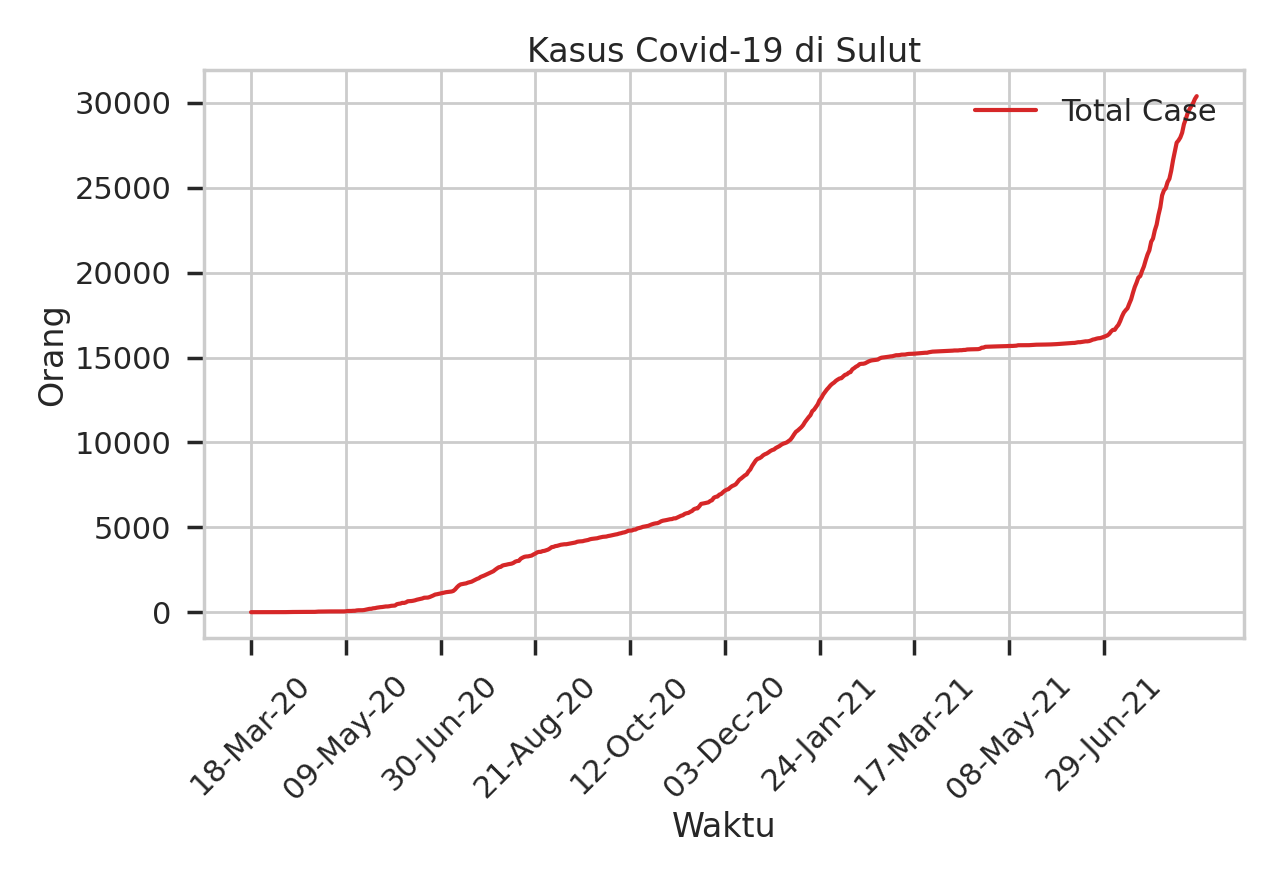 Kasus Covid-19 di Sulut
Total Case
30000
25000
20000
15000
10000
5000
0
Orang
18-Mar-20
09-May-20
30-Jun-20
21-Aug-20
12-Oct-20
03-Dec-20
24-Jan-21
17-Mar-21
08-May-21
29-Jun-21
Waktu